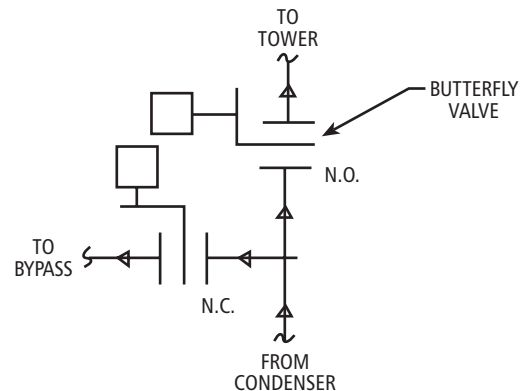 TO
TOWER
BUTTERFLY
VALVE
N.O.
TO
BYPASS
N.C.
FROM
CONDENSER